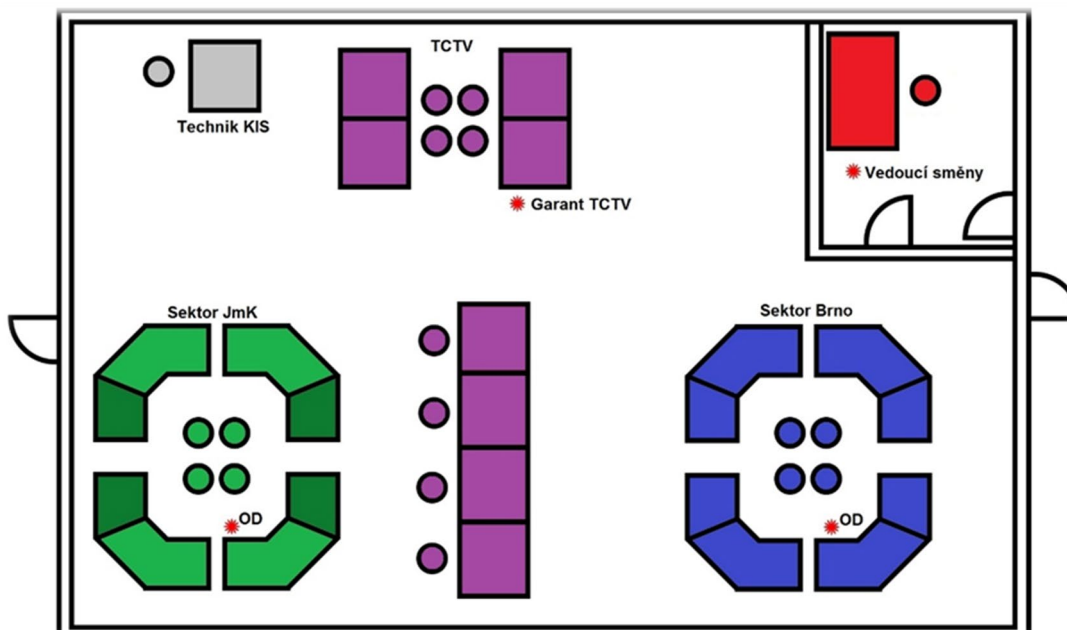 TCTV
Technik KIS
Vedoucí směny
Garant TCTV
Sektor JmK
Sektor Brno
OD
OD